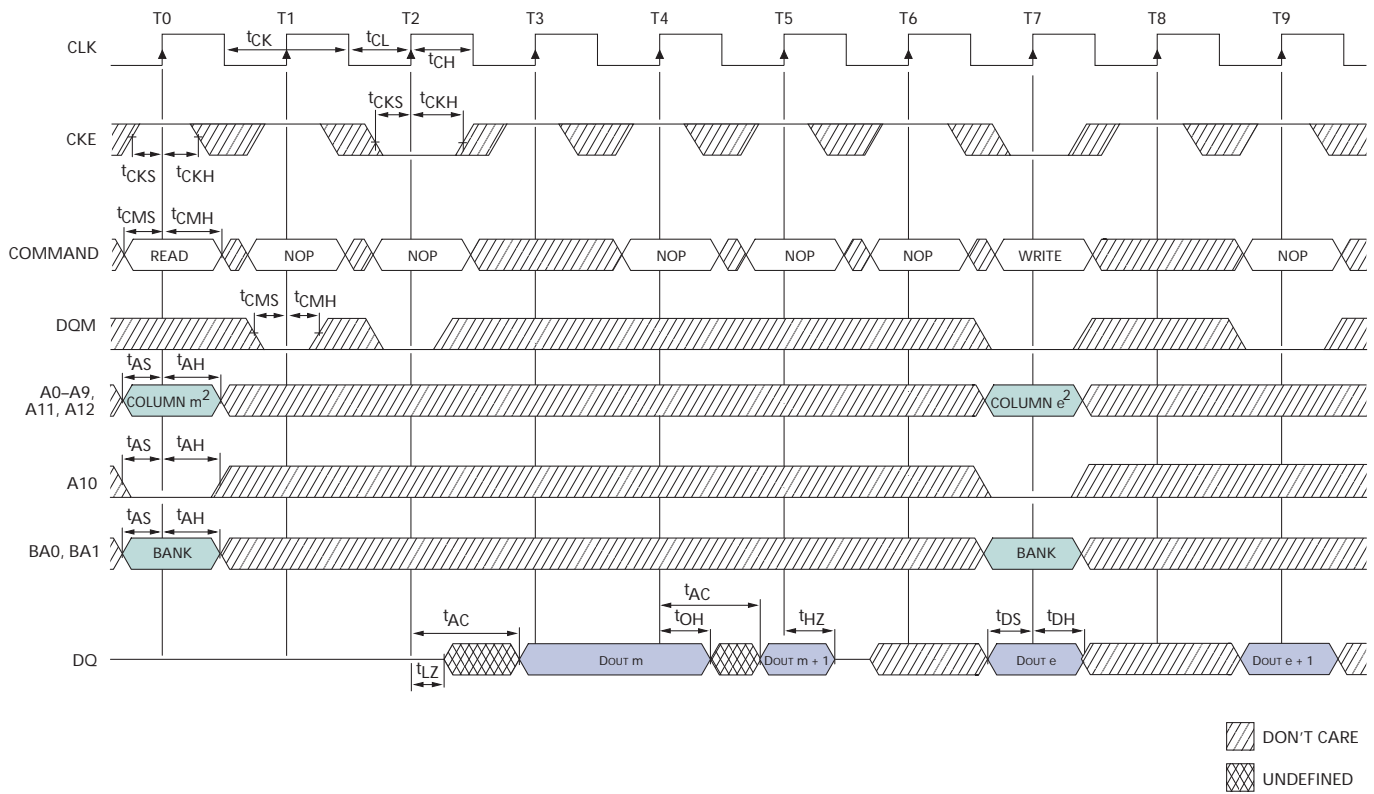 T0 T1 T2 T3 T4 T5 T6 T7 T8 T9
CLK
tCK tCL
tCH
tCKS tCKH
CKE
tCKS tCKH
tCMS tCMH
COMMAND READ NOP NOP NOP NOP NOP WRITE NOP
tCMS tCMH
DQM
tAS tAH
A0–A9,
A11, A12
COLUMN m2 COLUMN e2
tAS tAH
A10
tAS tAH
BA0, BA1 BANK BANK
tAC
tAC tOH tHZ tDS tDH
DQ DOUT m DOUT m + 1 DOUT e DOUT e + 1
tLZ
DON'T CARE
UNDEFINED